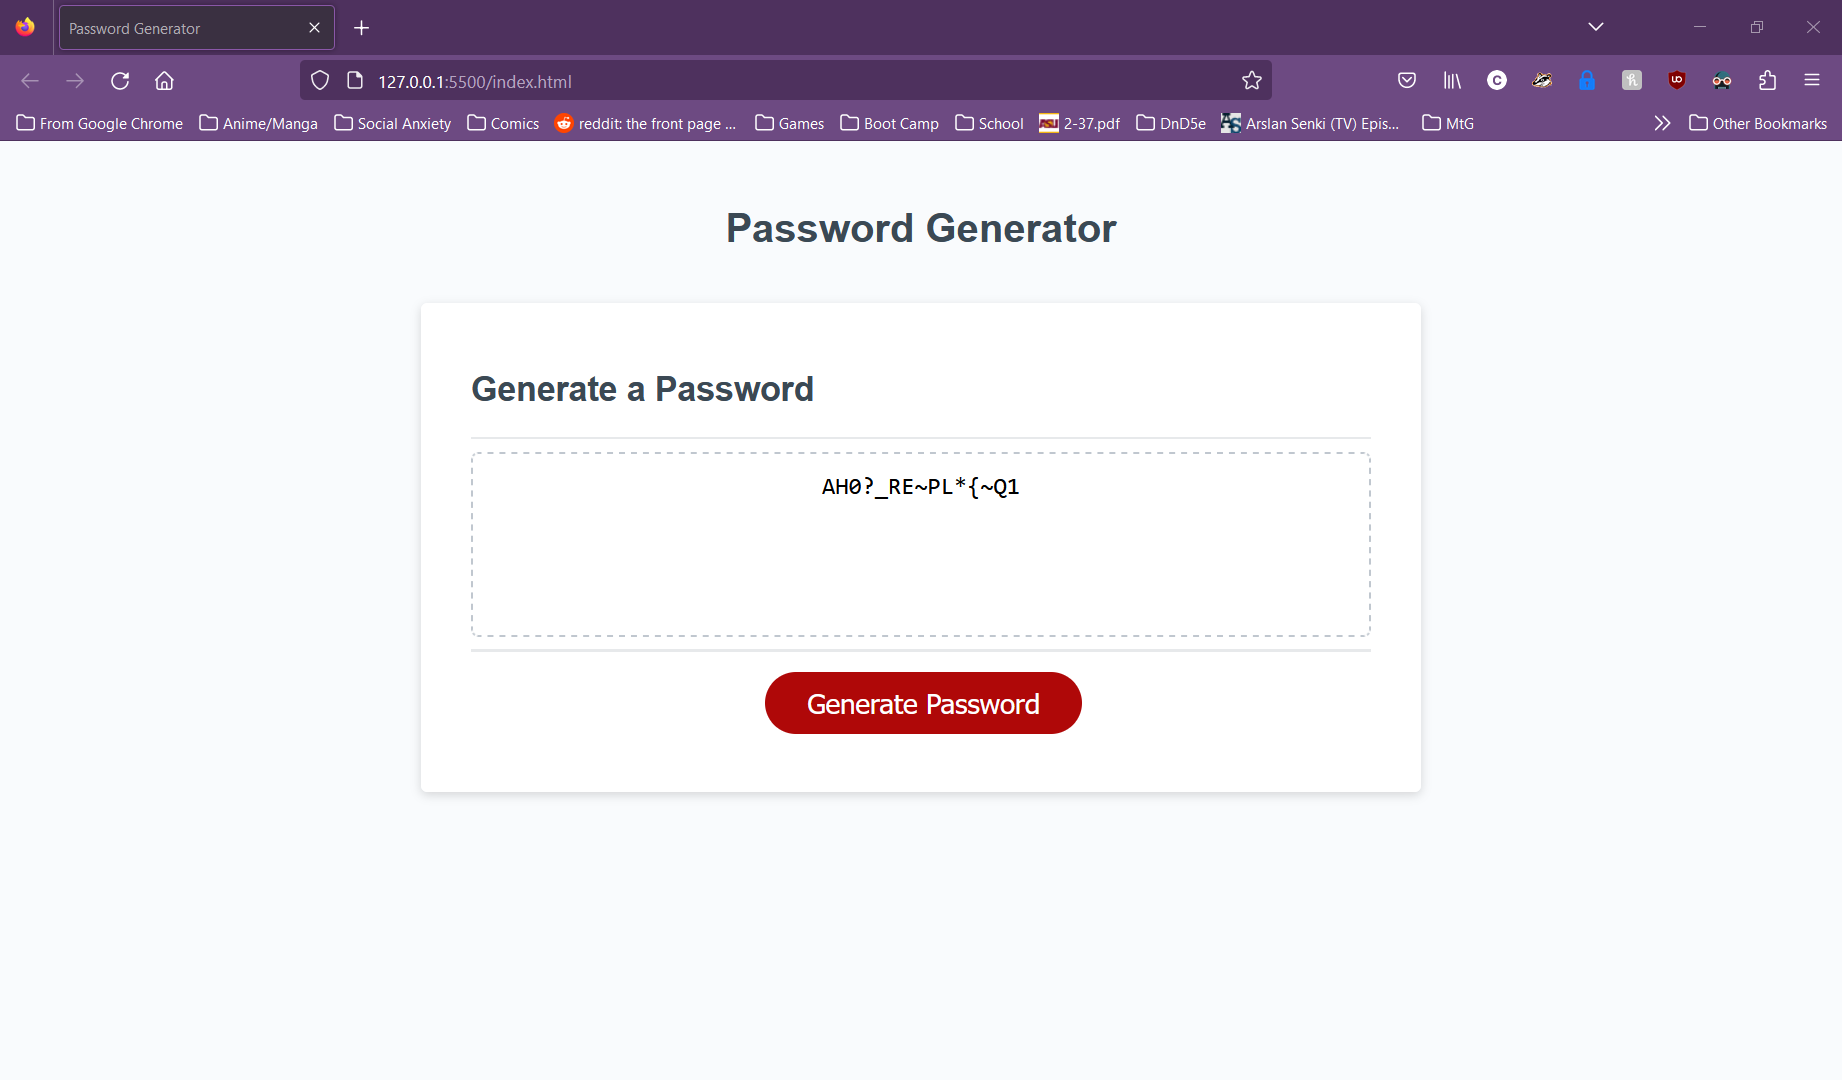 Password Generator
127.0.0.1:5500/index.html
From Google Chrome
Anime/Manga
Social Anxiety
Comics
reddit: the front page ...
Games
Boot Camp
School
2-37.pdf
DnD5e
Arslan Senki (TV) Epis...
MtG
Other Bookmarks
Password Generator
Generate a Password
AH0?_RE~PL*{~Q1
Generate Password